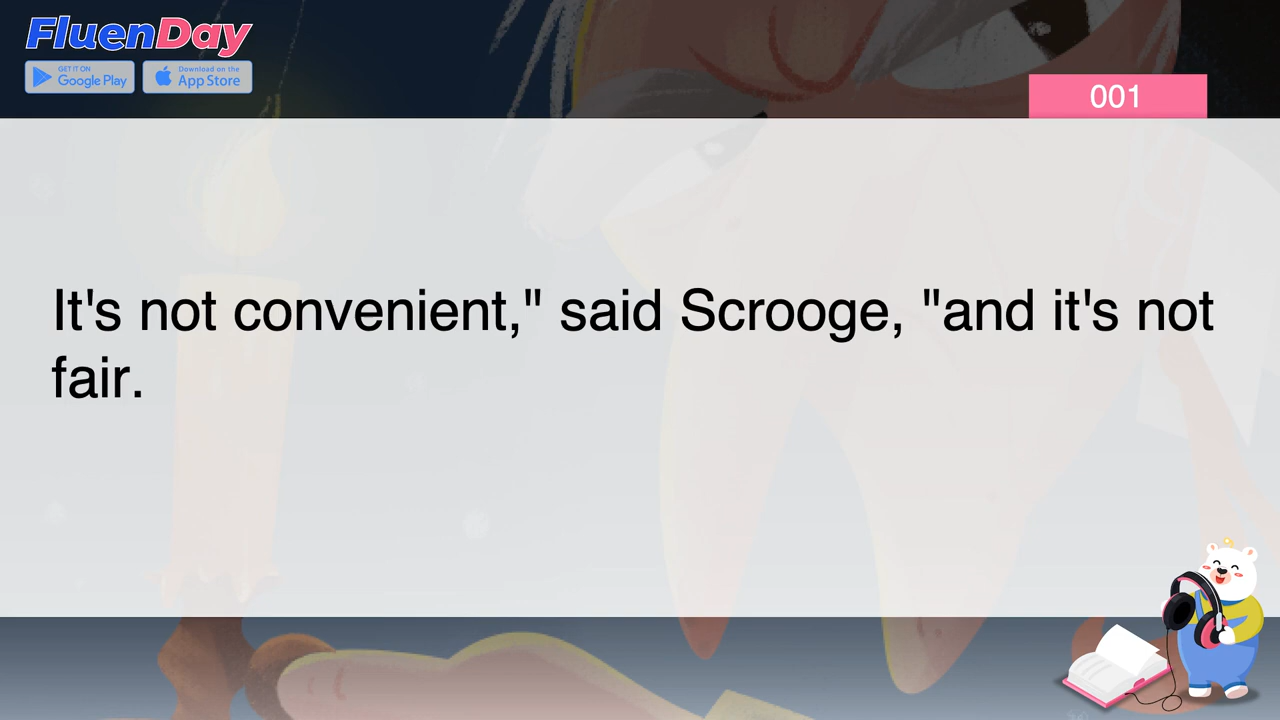 FluenDay
GET IT ON
Google Play
Download on the
App Store
001
It's not convenient," said Scrooge, "and it's not
fair.